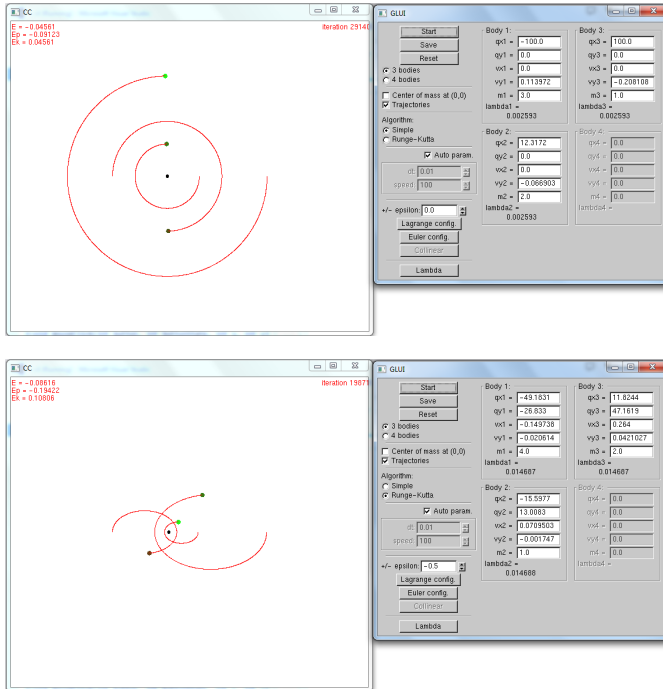 CC
E = -0.04561
Ep = -0.09123
Ek = 0.04561
Iteration 29140
GLUI
Start
Save
Reset
3 bodies
4 bodies
Center of mass at (0,0)
Trajectories
Algorithm:
Simple
Runge-Kutta
Auto param.
dt: 0.01
speed: 100
+/- epsilon: 0.0
Lagrange config.
Euler config.
Collinear
Lambda
Body 1:
qx1 = -100.0
qy1 = 0.0
vx1 = 0.0
vy1 = 0.113972
m1 = 3.0
lambda1 =
0.002593
Body 2:
qx2 = 12.3172
qy2 = 0.0
vx2 = 0.0
vy2 = -0.066903
m2 = 2.0
lambda2 =
0.002593
Body 3:
qx3 = 100.0
qy3 = 0.0
vx3 = 0.0
vy3 = -0.208108
m3 = 1.0
lambda3 =
0.002593
Body 4:
qx4 = 0.0
qy4 = 0.0
vx4 = 0.0
vy4 = 0.0
m4 = 0.0
lambda4 =
CC
E = -0.08616
Ep = -0.19422
Ek = 0.10806
Iteration 19871
GLUI
Start
Save
Reset
3 bodies
4 bodies
Center of mass at (0,0)
Trajectories
Algorithm:
Simple
Runge-Kutta
Auto param.
dt: 0.01
speed: 100
+/- epsilon: -0.5
Lagrange config.
Euler config.
Collinear
Lambda
Body 1:
qx1 = -49.1631
qy1 = -26.833
vx1 = -0.149738
vy1 = -0.020614
m1 = 4.0
lambda1 =
0.014687
Body 2:
qx2 = -15.5977
qy2 = 13.0083
vx2 = 0.0709503
vy2 = -0.001747
m2 = 1.0
lambda2 =
0.014688
Body 3:
qx3 = 11.8244
qy3 = 47.1619
vx3 = 0.264
vy3 = 0.0421027
m3 = 2.0
lambda3 =
0.014687
Body 4:
qx4 = 0.0
qy4 = 0.0
vx4 = 0.0
vy4 = 0.0
m4 = 0.0
lambda4 =